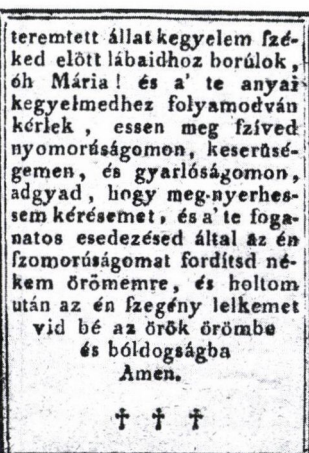 teremtett állat kegyelem ſzé-
ked elött lábaidhoz borúlok,
óh Mária! és a' te anyai
kegyelmedhez folyamodván
kérlek, essen meg ſzíved
nyomorúságomon, keserűsé-
gemen, és gyarlóságomon,
adgyad, hogy meg-nyerhes-
sem kérésemet, és a' te foga-
natos esedezésed által az én
ſzomorúságomat fordítsd né-
kem örömemre, és holtom
után az én ſzegény lelkemet
vid bé az örök örömbe
és bóldogságba
Amen.
† † †